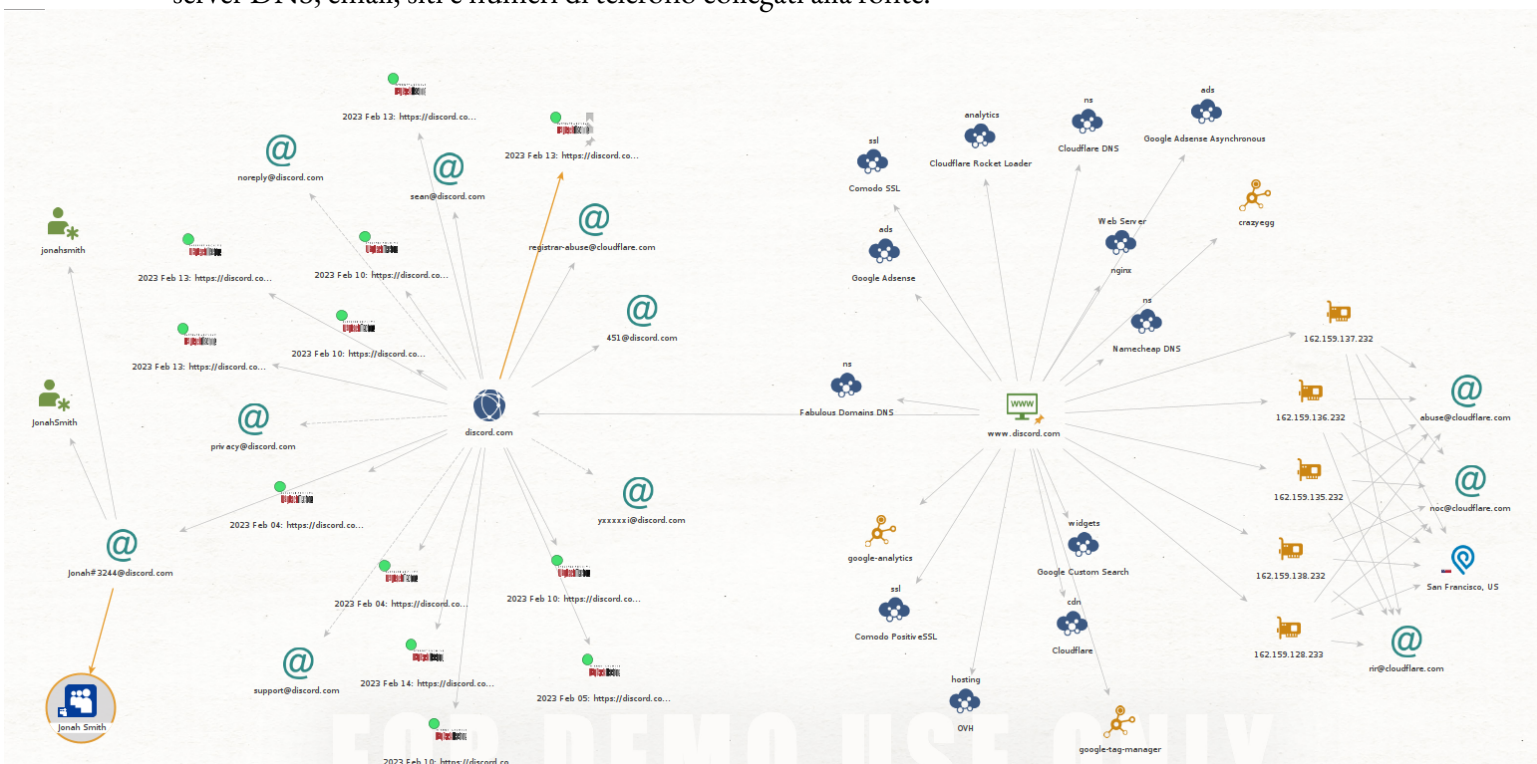 server DNS, email, siti e numeri di telefono collegati alla fonte.
2023 Feb 13: https://discord.co...
2023 Feb 13: https://discord.co...
noreply@discord.com
sean@discord.com
registrar-abuse@cloudflare.com
jonahsmith
2023 Feb 13: https://discord.co...
2023 Feb 10: https://discord.co...
451@discord.com
2023 Feb 10: https://discord.co...
2023 Feb 13: https://discord.co...
JonahSmith
discord.com
privacy@discord.com
yxxxxxi@discord.com
2023 Feb 04: https://discord.co...
Jonah#3244@discord.com
2023 Feb 04: https://discord.co...
2023 Feb 10: https://discord.co...
support@discord.com
2023 Feb 14: https://discord.co...
2023 Feb 05: https://discord.co...
Jonah Smith
2023 Feb 10: https://discord.co
ssl
Comodo SSL
analytics
Cloudflare Rocket Loader
ns
Cloudflare DNS
ads
Google Adsense Asynchronous
crazyegg
ads
Google Adsense
Web Server
nginx
ns
Namecheap DNS
ns
Fabulous Domains DNS
www
www.discord.com
162.159.137.232
162.159.136.232
162.159.135.232
162.159.138.232
162.159.128.233
abuse@cloudflare.com
noc@cloudflare.com
San Francisco, US
rir@cloudflare.com
google-analytics
widgets
Google Custom Search
ssl
Comodo PositiveSSL
cdn
Cloudflare
hosting
OVH
google-tag-manager
FOR DEMO USE ONLY